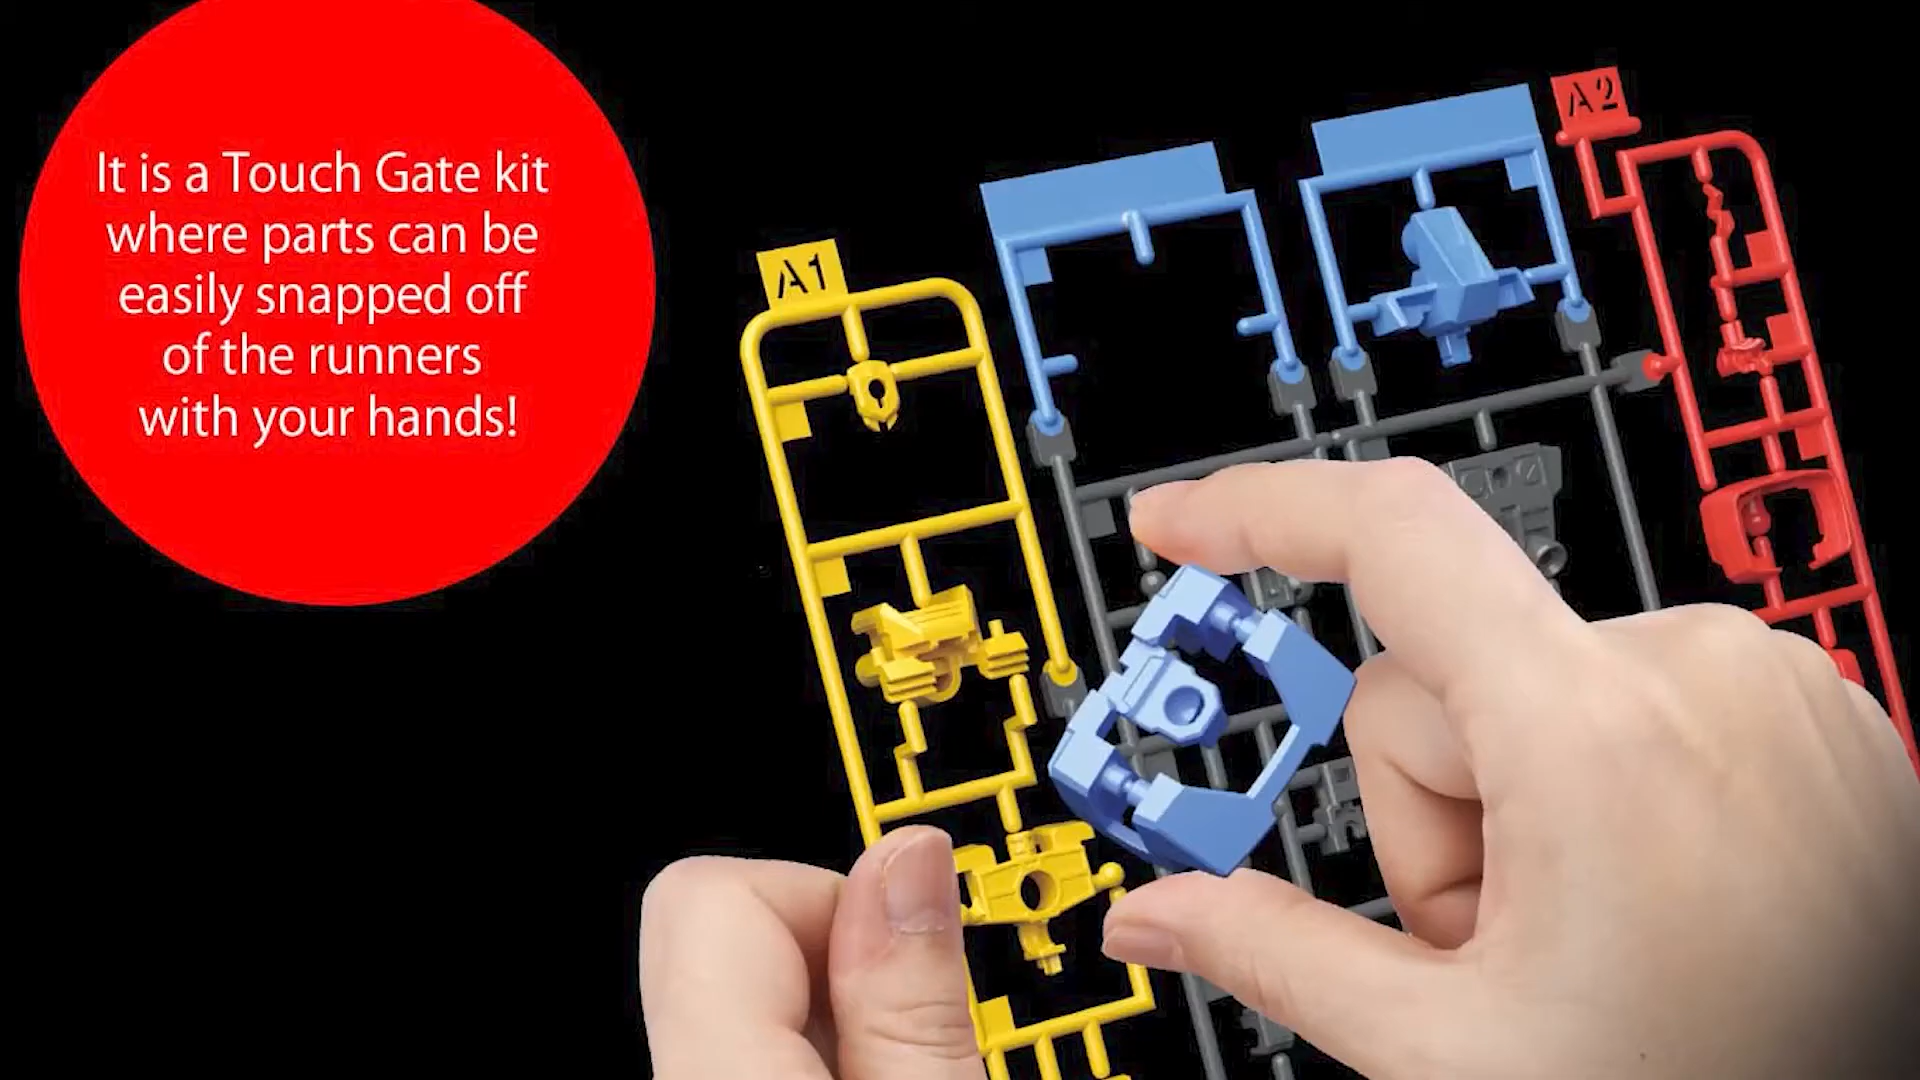 It is a Touch Gate kit
where parts can be
easily snapped off
of the runners
with your hands!
A1
A2